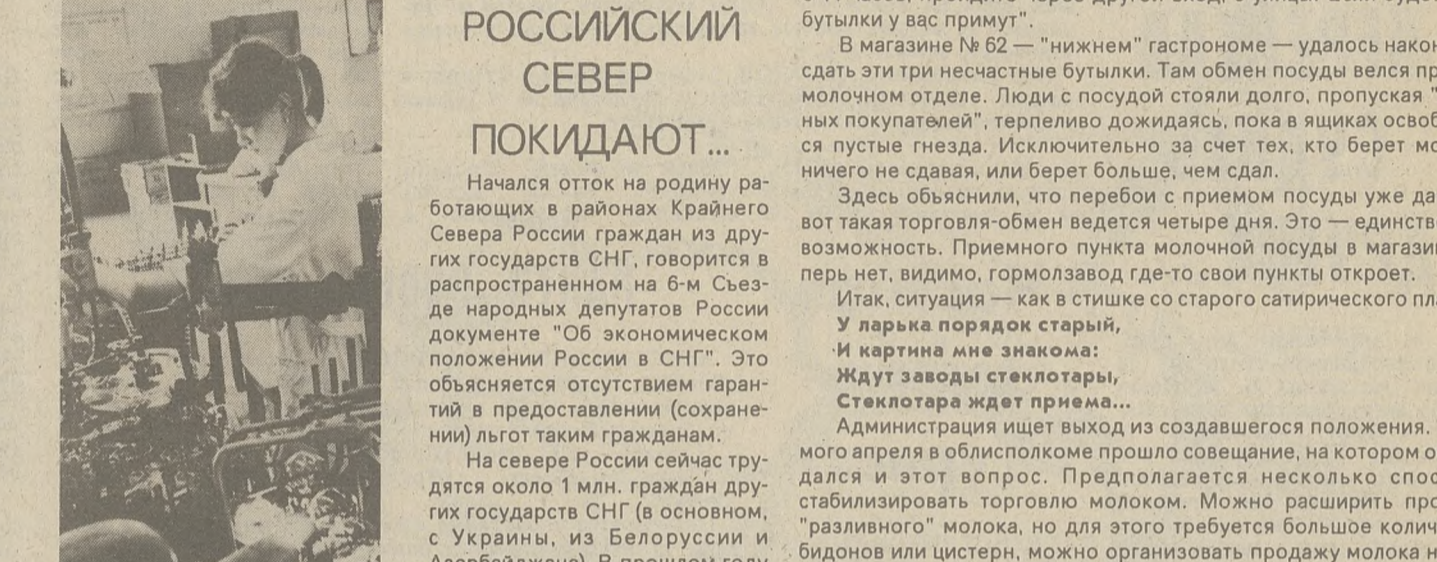 РОССИЙСКИЙ
СЕВЕР
ПОКИДАЮТ...
Начался отток на родину ра-
ботающих в районах Крайнего
Севера России граждан из дру-
гих государств СНГ, говорится в
распространенном на 6-м Съез-
де народных депутатов России
документе "Об экономическом
положении России в СНГ". Это
объясняется отсутствием гаран-
тий в предоставлении (сохране-
нии) льгот таким гражданам.
На севере России сейчас тру-
дятся около 1 млн. граждан дру-
гих государств СНГ (в основном,
с Украины, из Белоруссии и
Азербайджана). В прошлом году
бутылки у вас примут".
В магазине № 62 — "нижнем" гастрономе — удалось након
сдать эти три несчастные бутылки. Там обмен посуды велся пр
молочном отделе. Люди с посудой стояли долго, пропуская "
ных покупателей", терпеливо дожидаясь, пока в ящиках освоб
ся пустые гнезда. Исключительно за счет тех, кто берет мо
ничего не сдавая, или берет больше, чем сдал.
Здесь объяснили, что перебои с приемом посуды уже да
вот такая торговля-обмен ведется четыре дня. Это — единств
возможность. Приемного пункта молочной посуды в магази
перь нет, видимо, гормолзавод где-то свои пункты откроет.
Итак, ситуация — как в стишке со старого сатирического пл
У ларька порядок старый,
И картина мне знакома:
Ждут заводы стеклотары,
Стеклотара ждет приема...
Администрация ищет выход из создавшегося положения.
мого апреля в облисполкоме прошло совещание, на котором о
дался и этот вопрос. Предполагается несколько спос
стабилизировать торговлю молоком. Можно расширить про
"разливного" молока, но для этого требуется большое колич
бидонов или цистерн, можно организовать продажу молока н